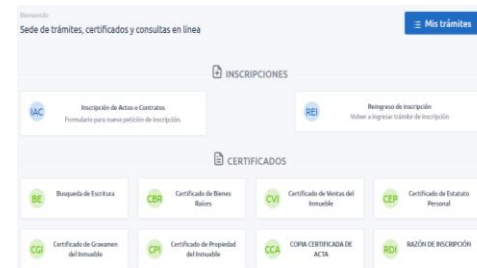 Bienvenido
Sede de trámites, certificados y consultas en línea
Mis trámites
INSCRIPCIONES
IAC
Inscripción de Actos o Contratos
Formulario para nueva petición de inscripción.
REI
Reingreso de inscripción
Volver a ingresar trámite de inscripción
CERTIFICADOS
BE
Busqueda de Escritura
CBR
Certificado de Bienes
Raíces
CVI
Certificado de Ventas del
Inmueble
CEP
Certificado de Estatuto
Personal
CGI
Certificado de Gravamen
del Inmueble
CPI
Certificado de Propiedad
del Inmueble
CCA
COPIA CERTIFICADA DE
ACTA
RDI
RAZÓN DE INSCRIPCIÓN